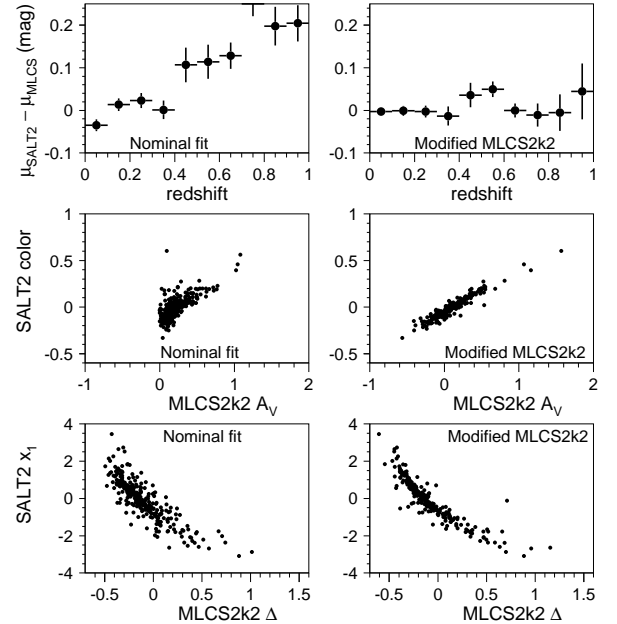 μSALT2 − μMLCS (mag)
0.2
0.1
0
-0.1
Nominal fit
0 0.2 0.4 0.6 0.8 1
redshift
0.2
0.1
0
-0.1
Modified MLCS2k2
0 0.2 0.4 0.6 0.8 1
redshift
SALT2 color
1
0.5
0
-0.5
Nominal fit
-1 0 1 2
MLCS2k2 AV
1
0.5
0
-0.5
Modified MLCS2k2
-1 0 1 2
MLCS2k2 AV
SALT2 x1
4
2
0
-2
-4
Nominal fit
-0.5 0 0.5 1 1.5
MLCS2k2 Δ
4
2
0
-2
-4
Modified MLCS2k2
-0.5 0 0.5 1 1.5
MLCS2k2 Δ